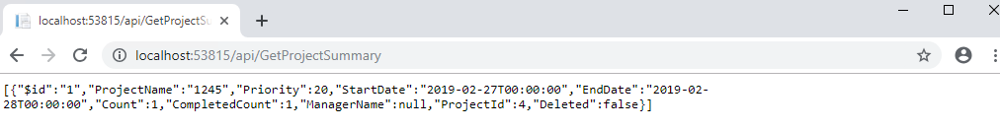 localhost:53815/api/GetProjectSu
localhost:53815/api/GetProjectSummary
[{"$id":"1","ProjectName":"1245","Priority":20,"StartDate":"2019-02-27T00:00:00","EndDate":"2019-02-
28T00:00:00","Count":1,"CompletedCount":1,"ManagerName":null,"ProjectId":4,"Deleted":false}]